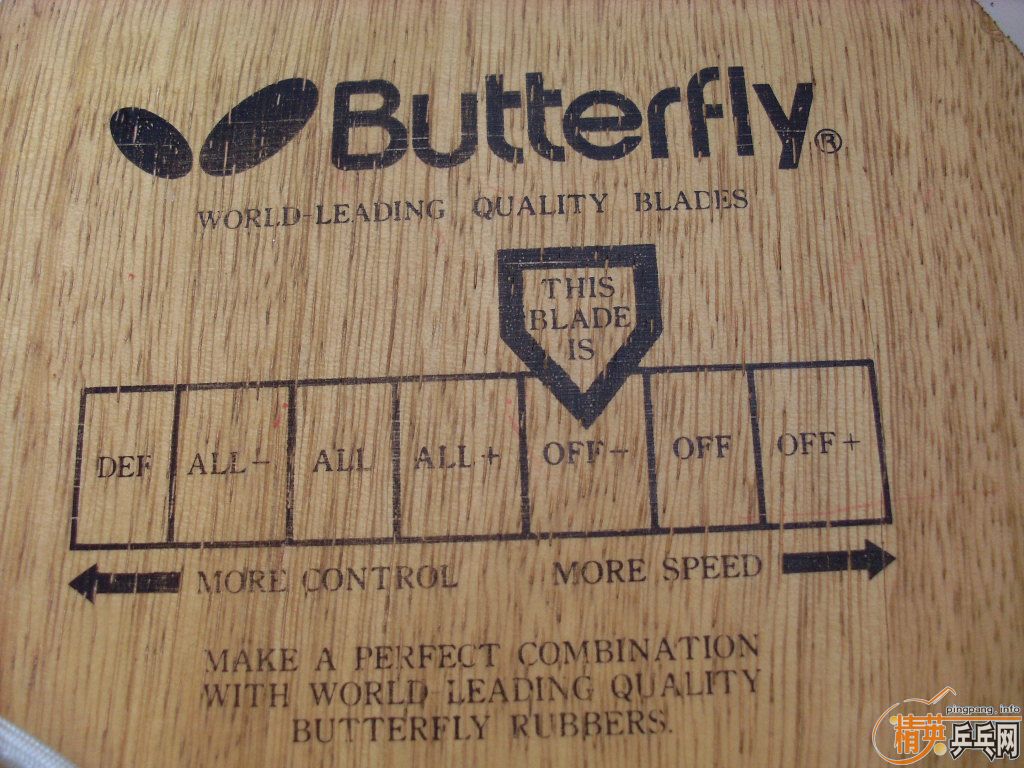 Butterfly®
WORLD-LEADING QUALITY BLADES
THIS
BLADE
IS
DEF ALL- ALL ALL+ OFF- OFF OFF+
MORE CONTROL MORE SPEED
MAKE A PERFECT COMBINATION
WITH WORLD-LEADING QUALITY
BUTTERFLY RUBBERS.
pingpang.info
精英乒乓网